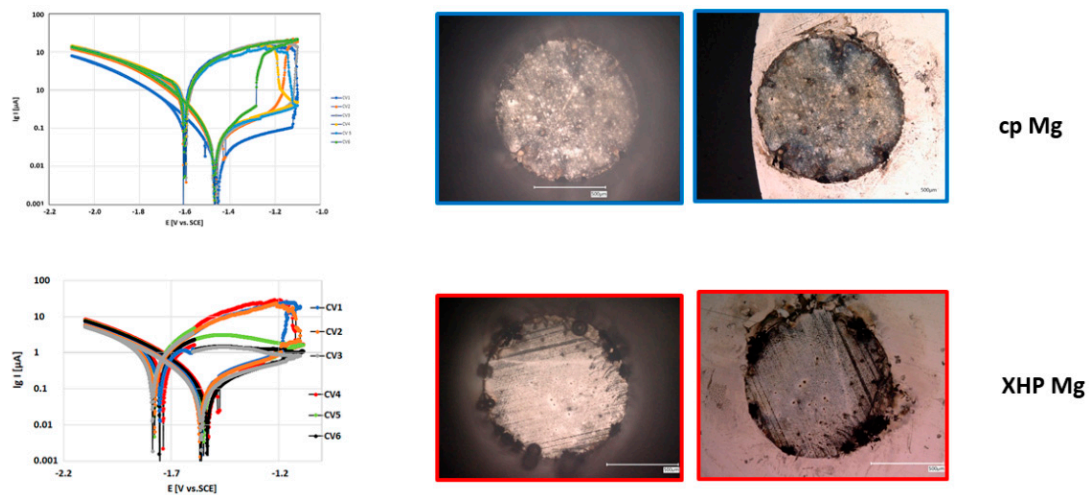 100
10
1
0.1
0.01
0.001
lg I [µA]
-2.2 -2.0 -1.8 -1.6 -1.4 -1.2 -1.0
E [V vs. SCE]
CV1
CV2
CV3
CV4
CV 5
CV6
500µm
500µm
cp Mg
100
10
1
0.1
0.01
0.001
lg I [µA]
-2.2 -1.7 -1.2
E [V vs.SCE]
CV1
CV2
CV3
CV4
CV5
CV6
500µm
500µm
XHP Mg